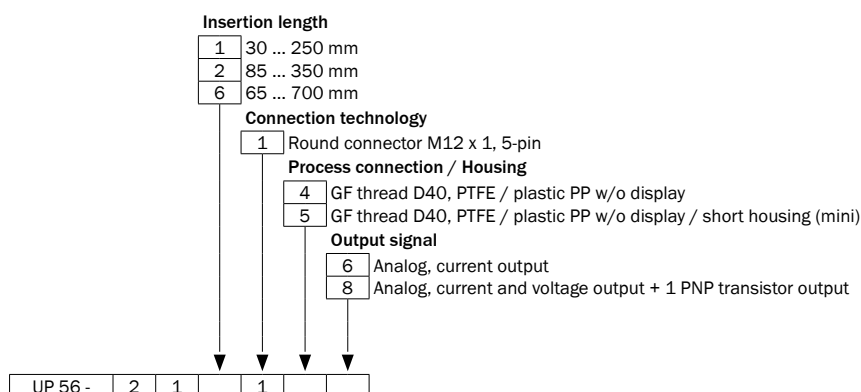 Insertion length
1 30 ... 250 mm
2 85 ... 350 mm
6 65 ... 700 mm
Connection technology
1 Round connector M12 x 1, 5-pin
Process connection / Housing
4 GF thread D40, PTFE / plastic PP w/o display
5 GF thread D40, PTFE / plastic PP w/o display / short housing (mini)
Output signal
6 Analog, current output
8 Analog, current and voltage output + 1 PNP transistor output
UP 56 - 2 1 1